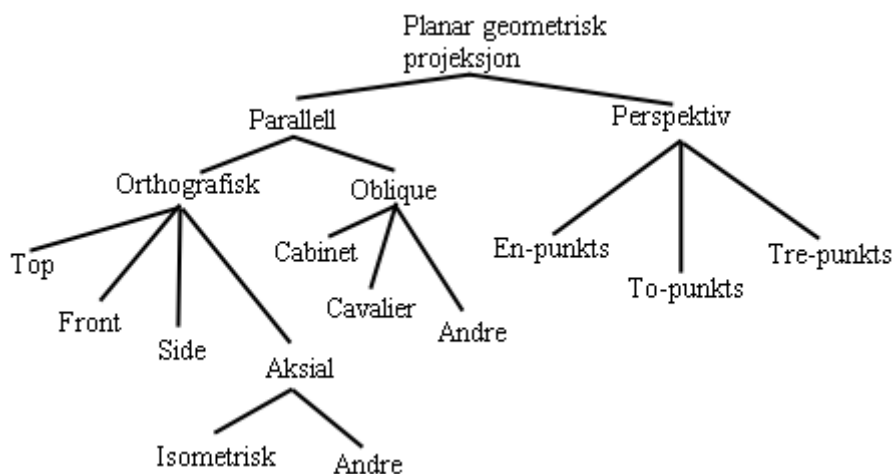 Planar geometrisk
projeksjon
Parallell
Perspektiv
Orthografisk
Oblique
Top
Front
Side
Aksial
Isometrisk
Andre
Cabinet
Cavalier
Andre
En-punkts
To-punkts
Tre-punkts